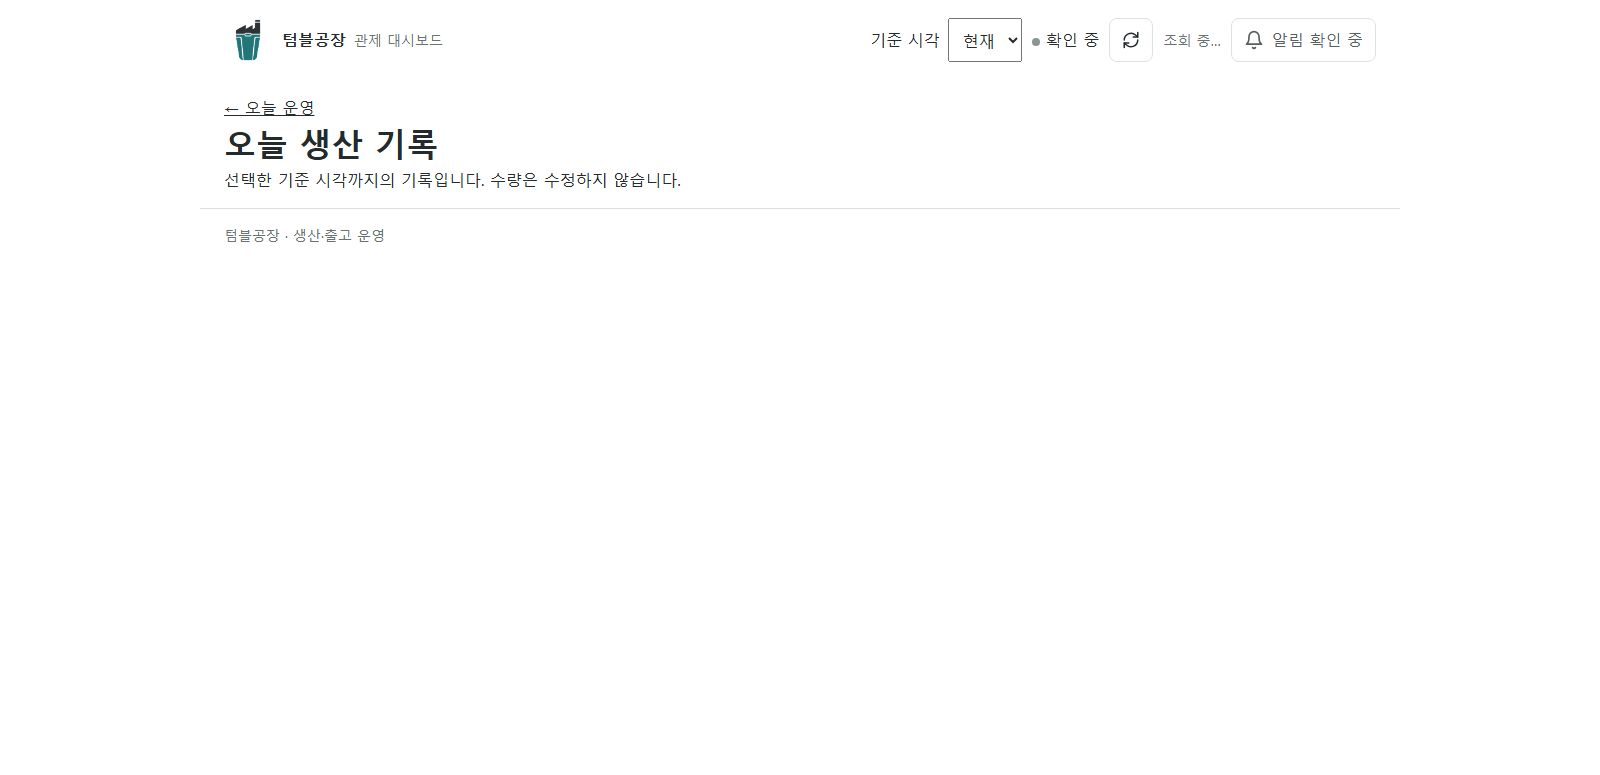 텀블공장 관제 대시보드 기준 시각 현재 확인 중 조회 중... 알림 확인 중
← 오늘 운영
오늘 생산 기록
선택한 기준 시각까지의 기록입니다. 수량은 수정하지 않습니다.
텀블공장 · 생산·출고 운영